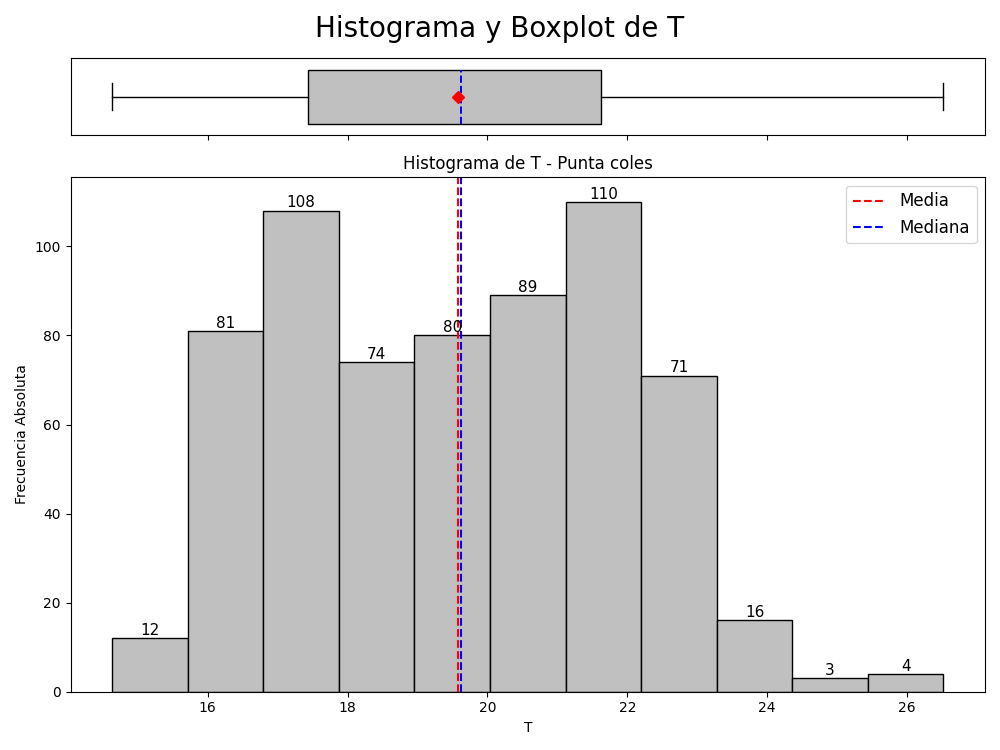 Histograma y Boxplot de T
Histograma de T - Punta coles
Media
Mediana
108
110
81
74
80
89
71
12
16
3
4
100
80
60
40
20
0
Frecuencia Absoluta
16 18 20 22 24 26
T